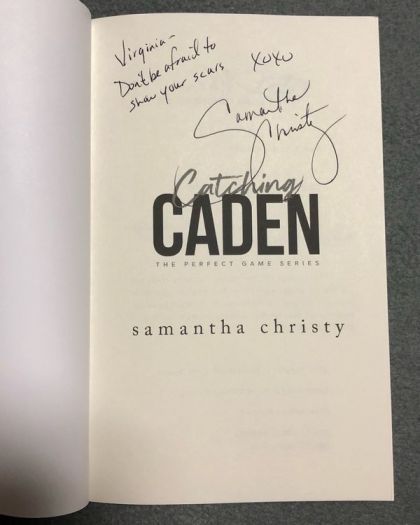 Virginia-
Don't be afraid to
show your scars
xoxo
Samantha
Christy
Catching
CADEN
THE PERFECT GAME SERIES
samantha christy